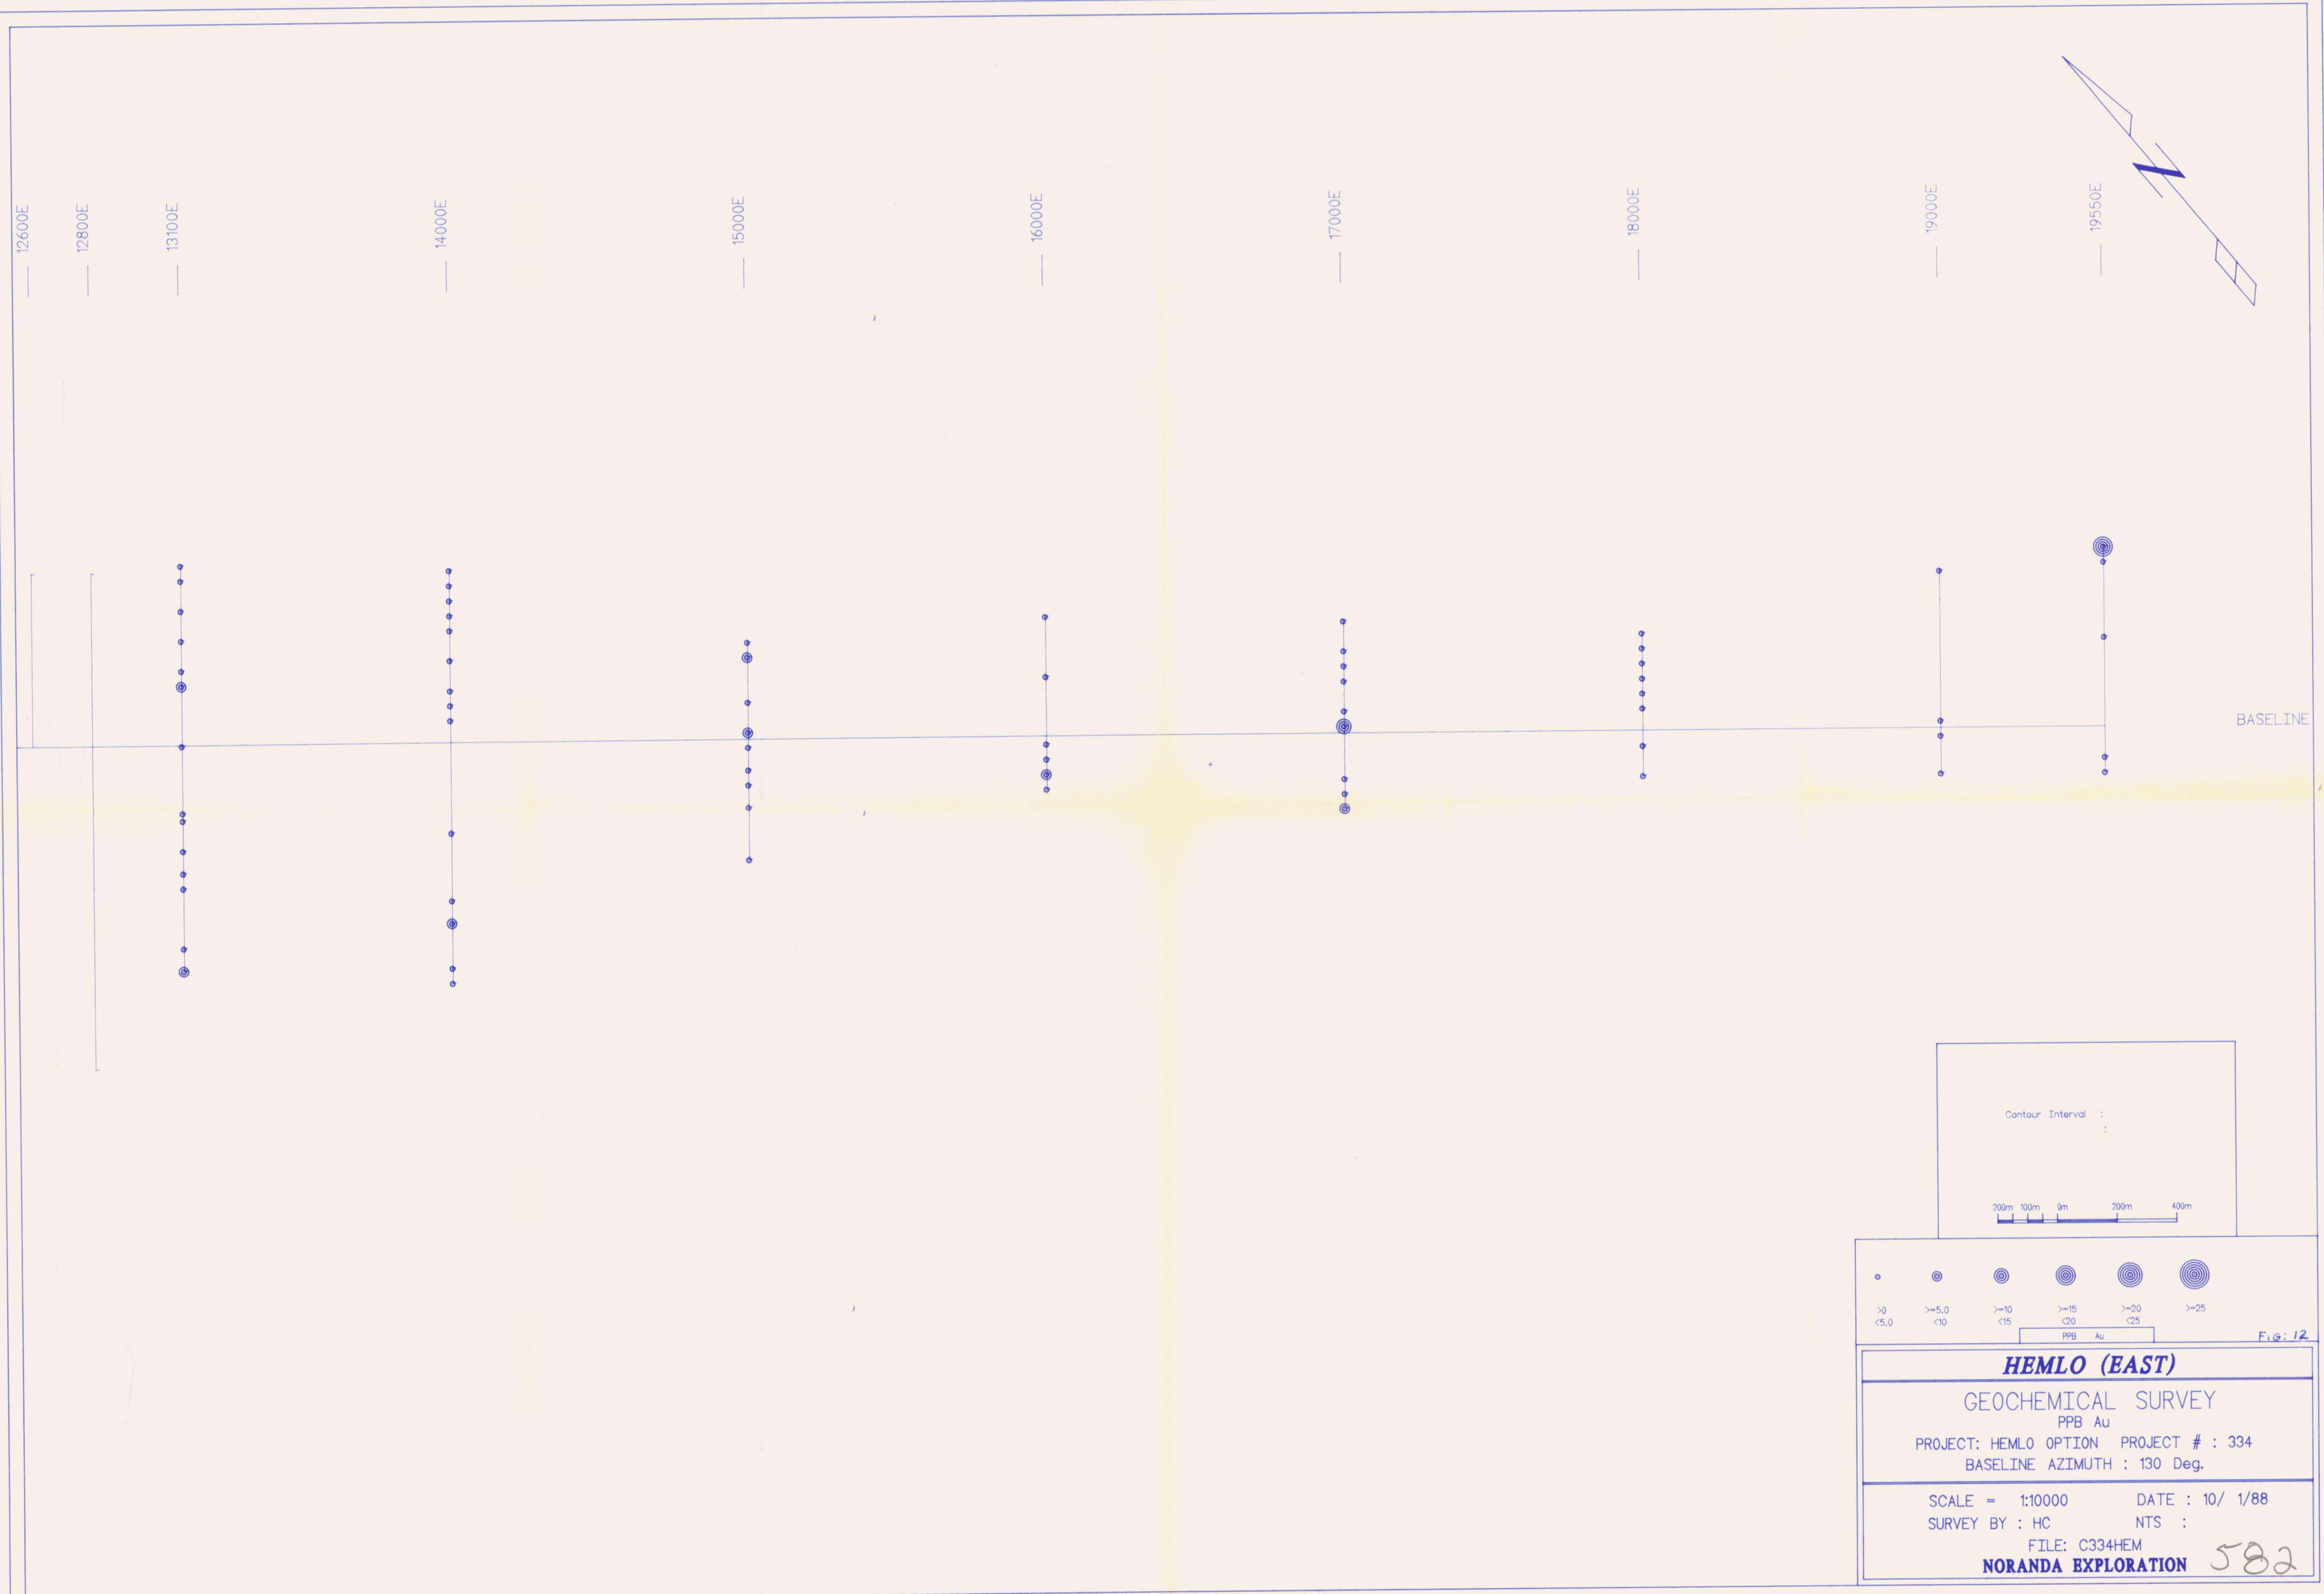 12600E
12800E
13100E
14000E
15000E
16000E
17000E
18000E
19000E
19550E
N
BASELINE
Contour Interval :
:
200m 100m 0m 200m 400m
>0 >=5.0 >=10 >=15 >=20 >=25
<5.0 <10 <15 <20 <25
PPB Au
FIG: 12
HEMLO (EAST)
GEOCHEMICAL SURVEY
PPB Au
PROJECT: HEMLO OPTION PROJECT # : 334
BASELINE AZIMUTH : 130 Deg.
SCALE = 1:10000 DATE : 10/ 1/88
SURVEY BY : HC NTS :
FILE: C334HEM
NORANDA EXPLORATION
582